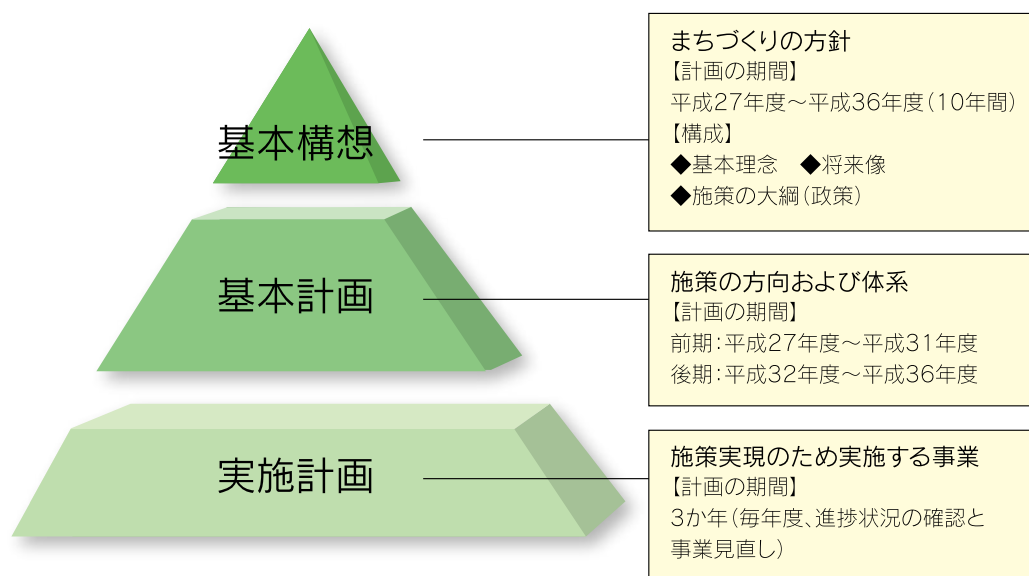 基本構想
まちづくりの方針
【計画の期間】
平成27年度～平成36年度(10年間)
【構成】
◆基本理念　◆将来像
◆施策の大綱(政策)
基本計画
施策の方向および体系
【計画の期間】
前期:平成27年度～平成31年度
後期:平成32年度～平成36年度
実施計画
施策実現のため実施する事業
【計画の期間】
3か年(毎年度、進捗状況の確認と
事業見直し)